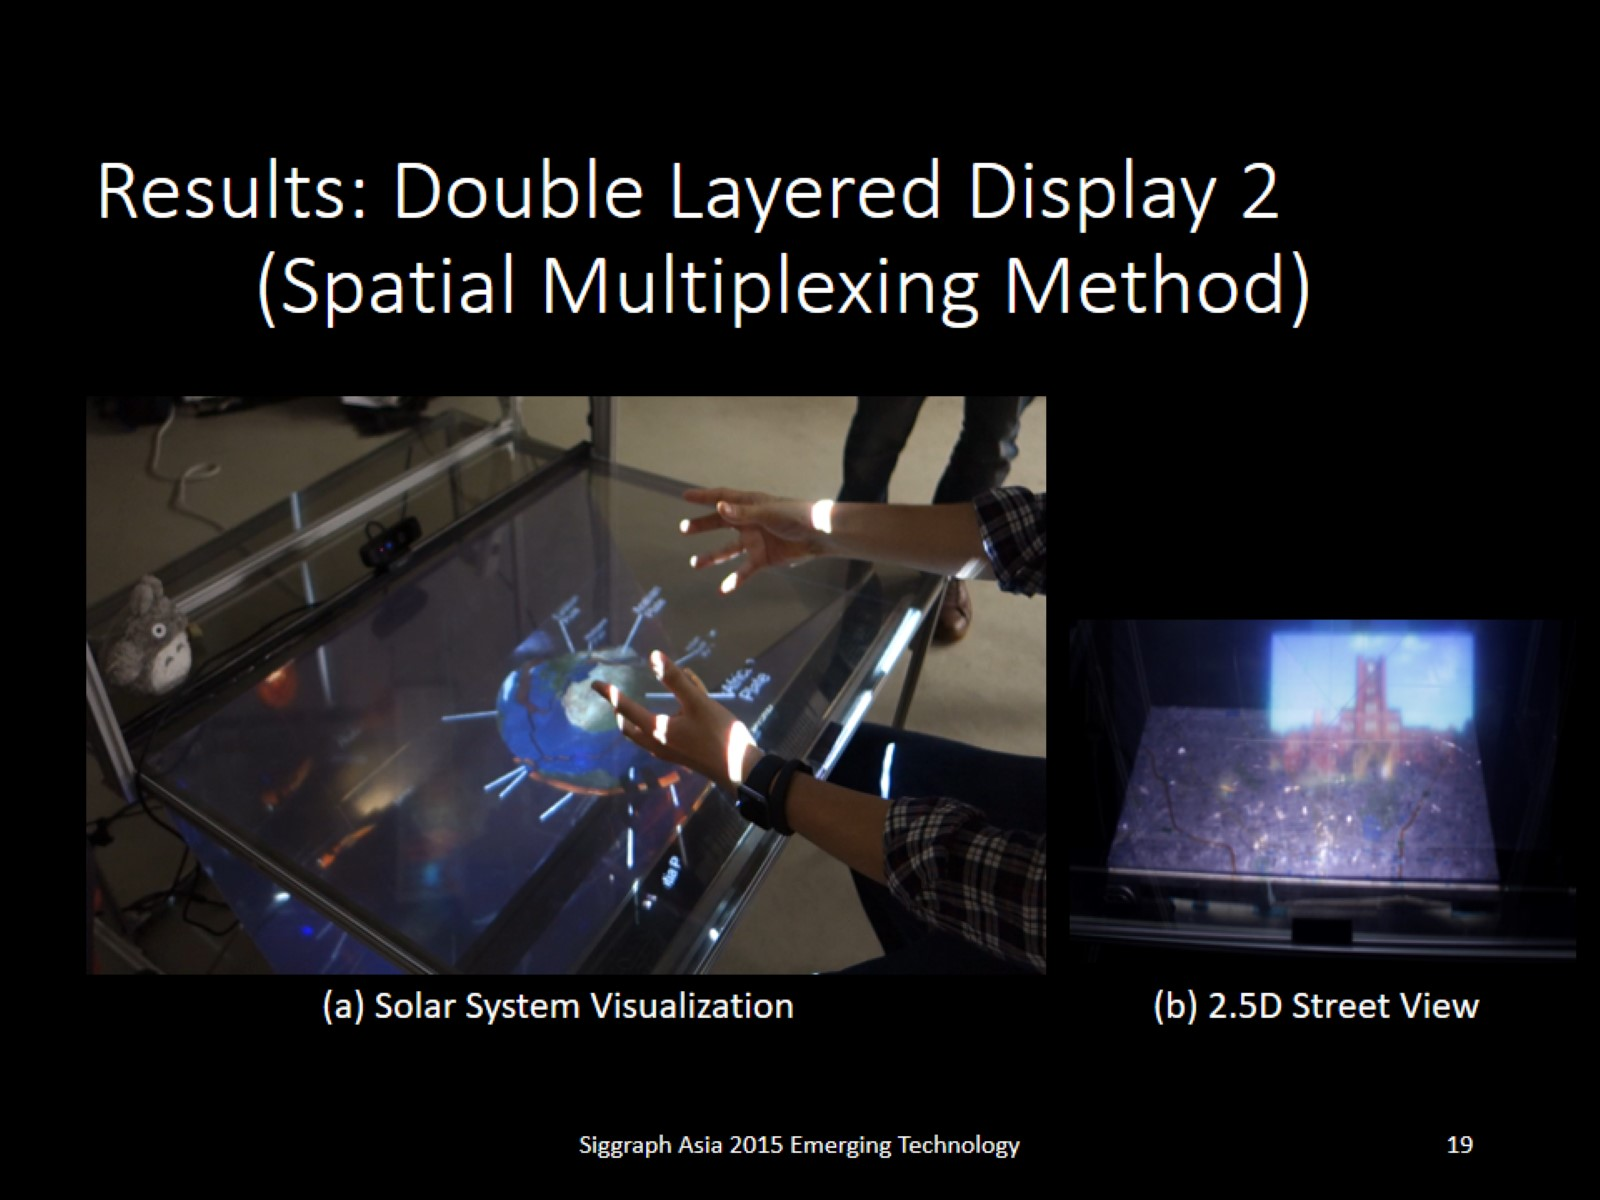 Results: Double Layered Display 2
(Spatial Multiplexing Method)
Plate
(a) Solar System Visualization
(b) 2.5D Street View
Siggraph Asia 2015 Emerging Technology
19